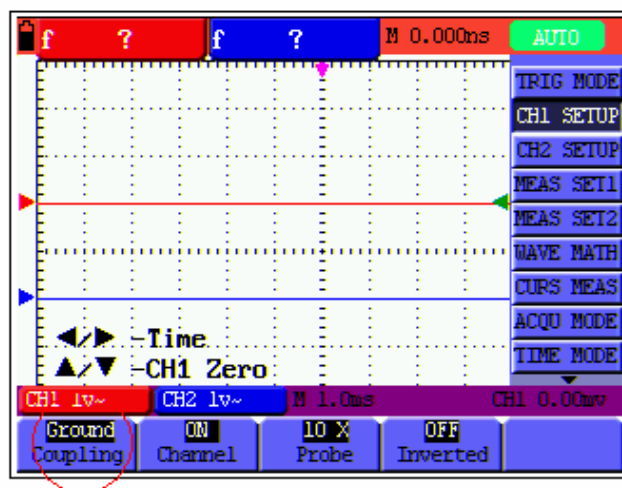 f ? f ? M 0.000ns AUTO
TRIG MODE
CH1 SETUP
CH2 SETUP
MEAS SET1
MEAS SET2
WAVE MATH
CURS MEAS
ACQU MODE
TIME MODE
◀/▶ -Time
▲/▼ -CH1 Zero
CH1 1v~ CH2 1v~ M 1.0ms CH1 0.00mv
Ground ON 10 X OFF
Coupling Channel Probe Inverted